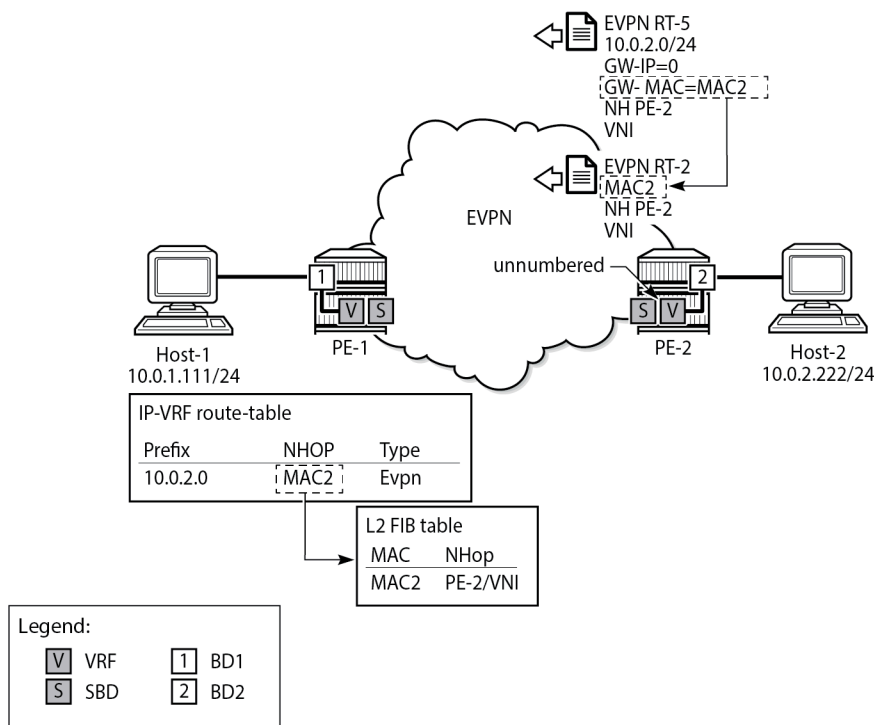 EVPN RT-5
10.0.2.0/24
GW-IP=0
GW- MAC=MAC2
NH PE-2
VNI
EVPN RT-2
MAC2
NH PE-2
VNI
EVPN
unnumbered
1
V S
PE-1
2
S V
PE-2
Host-1
10.0.1.111/24
Host-2
10.0.2.222/24
IP-VRF route-table
Prefix NHOP Type
10.0.2.0 MAC2 Evpn
L2 FIB table
MAC NHop
MAC2 PE-2/VNI
Legend:
V VRF 1 BD1
S SBD 2 BD2